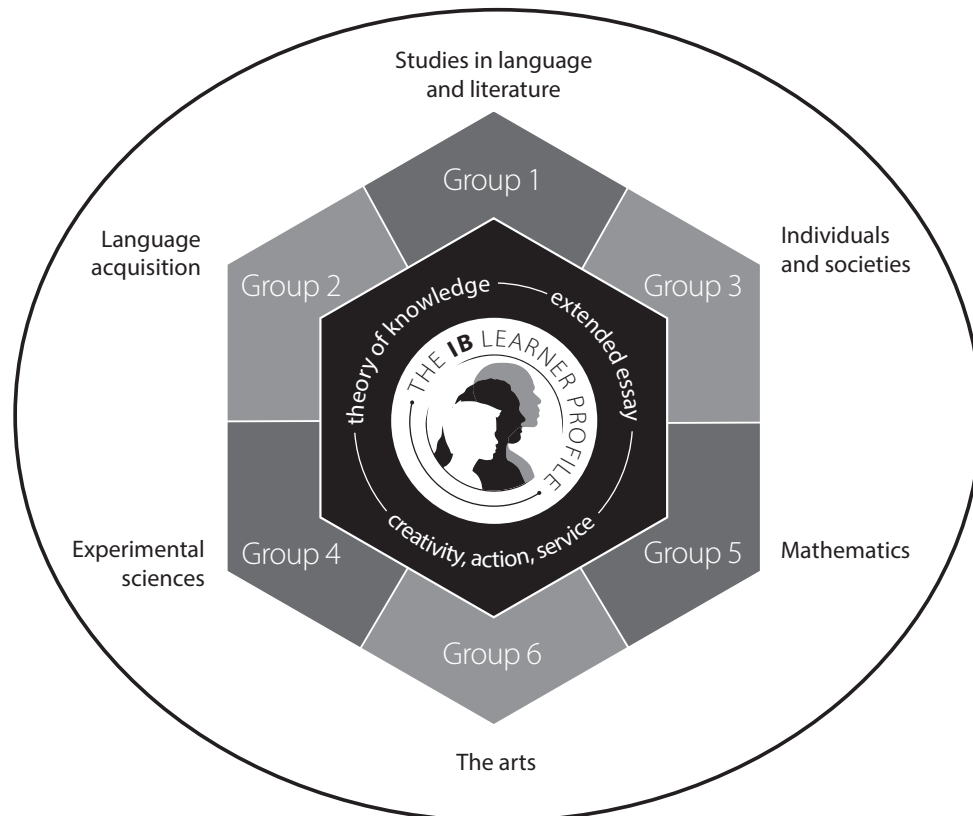 Studies in language
and literature
Group 1
Language
acquisition
Group 2
Individuals
and societies
Group 3
theory of knowledge
extended essay
THE IB LEARNER PROFILE
creativity, action, service
Experimental
sciences
Group 4
Group 5
Mathematics
Group 6
The arts